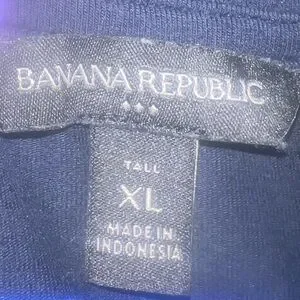 BANANA REPUBLIC
TALL
XL
MADE IN
INDONESIA